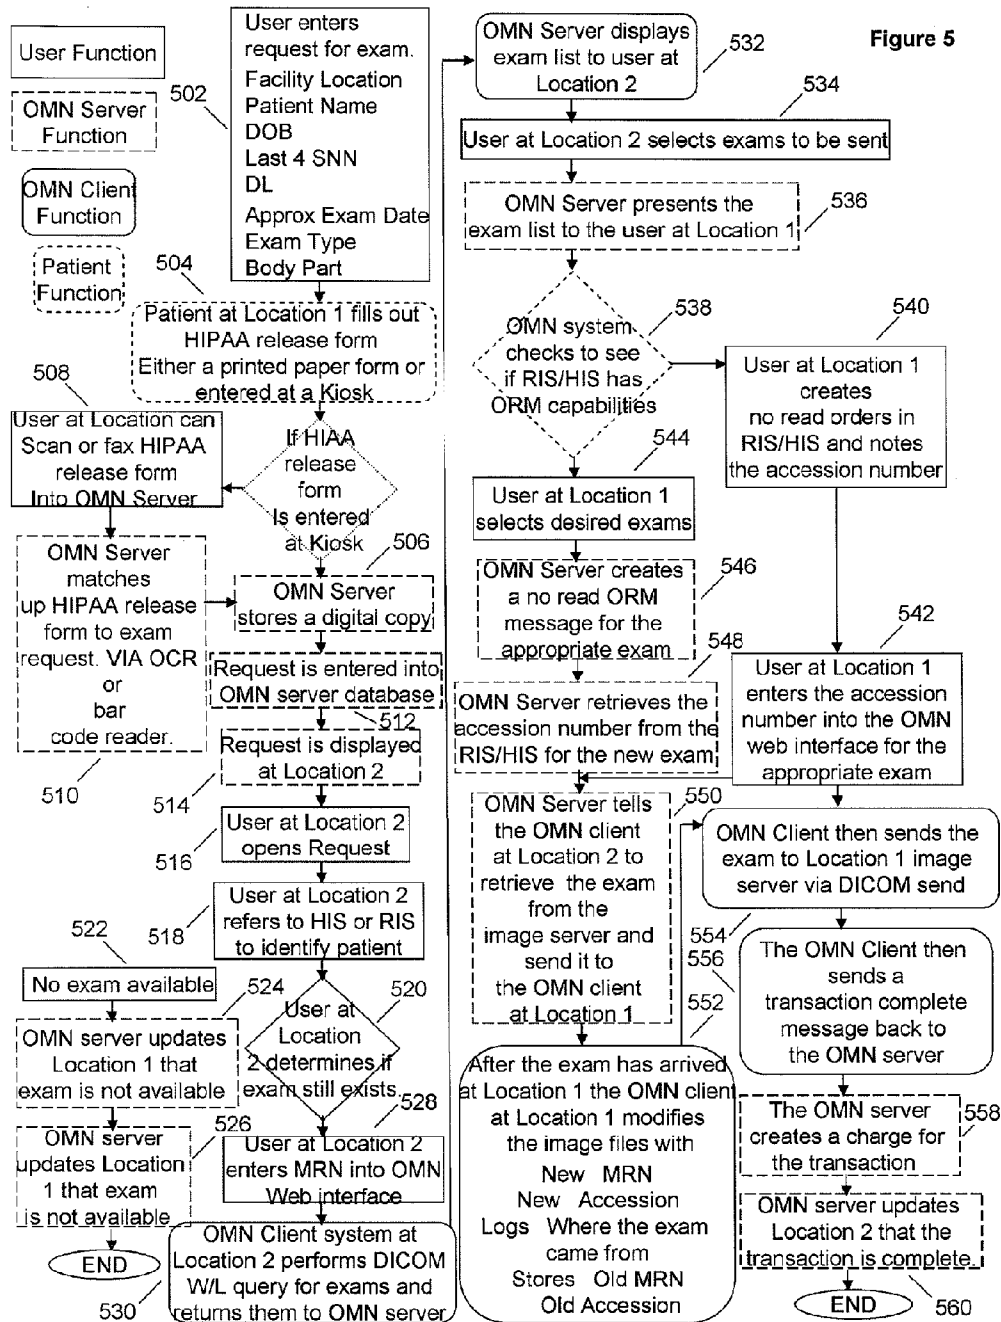 Figure 5
User Function
OMN Server
Function
OMN Client
Function
Patient
Function
502
User enters
request for exam.
Facility Location
Patient Name
DOB
Last 4 SNN
DL
Approx Exam Date
Exam Type
Body Part
504
Patient at Location 1 fills out
HIPAA release form
Either a printed paper form or
entered at a Kiosk
508
User at Location can
Scan or fax HIPAA
release form
Into OMN Server
If HIAA
release
form
Is entered
at Kiosk
506
OMN Server
stores a digital copy
OMN Server
matches
up HIPAA release
form to exam
request. VIA OCR
or
bar
code reader.
510
Request is entered into
OMN server database
512
Request is displayed
at Location 2
514
User at Location 2
opens Request
516
User at Location 2
refers to HIS or RIS
to identify patient
518
522
No exam available
524
OMN server updates
Location 1 that
exam is not available
520
User at
Location
2 determines if
exam still exists.
526
OMN server
updates Location
1 that exam
is not available
END
528
User at Location 2
enters MRN into OMN
Web interface
OMN Client system at
Location 2 performs DICOM
W/L query for exams and
returns them to OMN server
530
OMN Server displays
exam list to user at
Location 2
532
534
User at Location 2 selects exams to be sent
OMN Server presents the
exam list to the user at Location 1
536
OMN system
checks to see
if RIS/HIS has
ORM capabilities
538
540
User at Location 1
creates
no read orders in
RIS/HIS and notes
the accession number
544
User at Location 1
selects desired exams
OMN Server creates
a no read ORM
message for the
appropriate exam
546
548
OMN Server retrieves the
accession number from the
RIS/HIS for the new exam
542
User at Location 1
enters the accession
number into the OMN
web interface for the
appropriate exam
550
OMN Server tells
the OMN client
at Location 2 to
retrieve the exam
from the
image server and
send it to
the OMN client
at Location 1
552
After the exam has arrived
at Location 1 the OMN client
at Location 1 modifies
the image files with
New MRN
New Accession
Logs Where the exam
came from
Stores Old MRN
Old Accession
OMN Client then sends the
exam to Location 1 image
server via DICOM send
554
556
The OMN Client then
sends a
transaction complete
message back to
the OMN server
The OMN server
creates a charge for
the transaction
558
OMN server updates
Location 2 that the
transaction is complete.
END
560